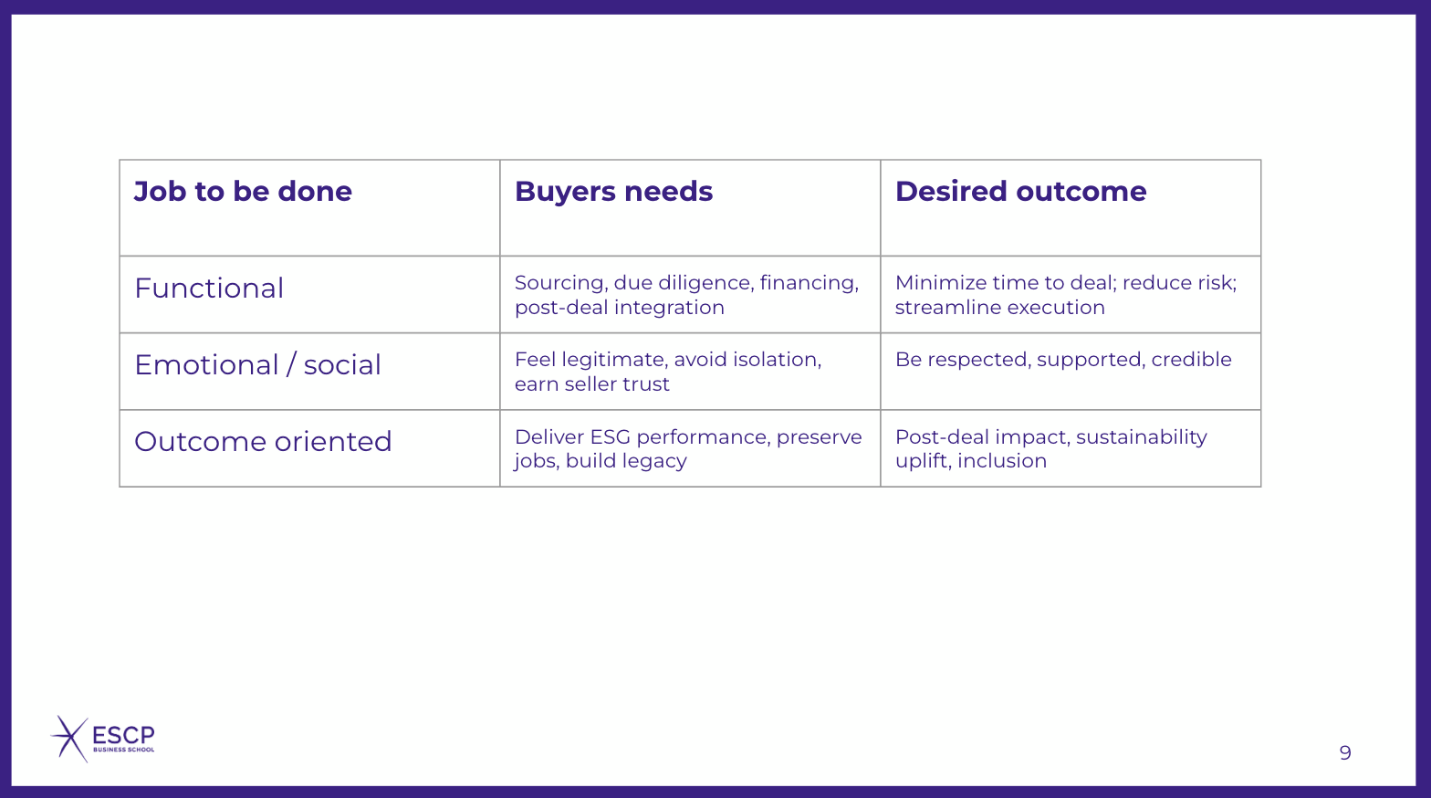 Job to be done
Buyers needs
Desired outcome
Functional
Sourcing, due diligence, financing,
post-deal integration
Minimize time to deal; reduce risk;
streamline execution
Emotional / social
Feel legitimate, avoid isolation,
earn seller trust
Be respected, supported, credible
Outcome oriented
Deliver ESG performance, preserve
jobs, build legacy
Post-deal impact, sustainability
uplift, inclusion
ESCP
BUSINESS SCHOOL
9